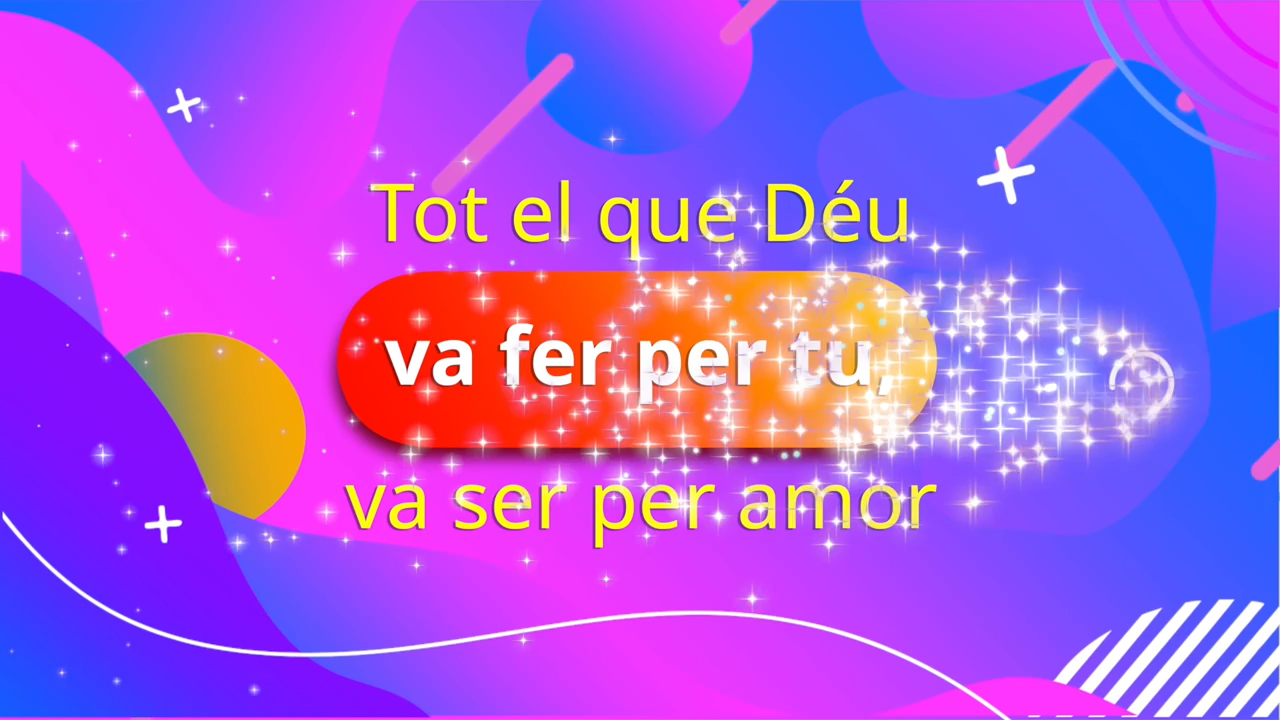 Tot el que Déu
va fer per tu,
va ser per amor